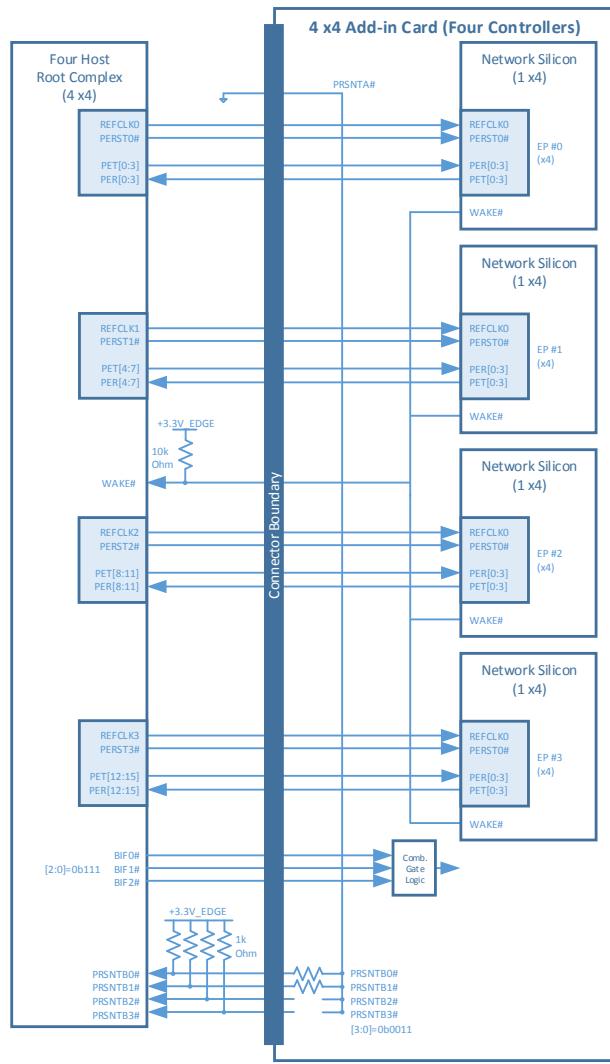 4 x4 Add-in Card (Four Controllers)
Four Host
Root Complex
(4 x4)
PRSNTA#
Network Silicon
(1 x4)
REFCLK0
PERST0#
PET[0:3]
PER[0:3]
REFCLK0
PERST0#
PER[0:3]
PET[0:3]
EP #0
(x4)
WAKE#
Network Silicon
(1 x4)
REFCLK1
PERST1#
PET[4:7]
PER[4:7]
REFCLK0
PERST0#
PER[0:3]
PET[0:3]
EP #1
(x4)
WAKE#
+3.3V_EDGE
10k
Ohm
WAKE#
Connector Boundary
Network Silicon
(1 x4)
REFCLK2
PERST2#
PET[8:11]
PER[8:11]
REFCLK0
PERST0#
PER[0:3]
PET[0:3]
EP #2
(x4)
WAKE#
Network Silicon
(1 x4)
REFCLK3
PERST3#
PET[12:15]
PER[12:15]
REFCLK0
PERST0#
PER[0:3]
PET[0:3]
EP #3
(x4)
WAKE#
[2:0]=0b111
BIF0#
BIF1#
BIF2#
Comb.
Gate
Logic
+3.3V_EDGE
1k
Ohm
PRSNTB0#
PRSNTB1#
PRSNTB2#
PRSNTB3#
PRSNTB0#
PRSNTB1#
PRSNTB2#
PRSNTB3#
[3:0]=0b0011